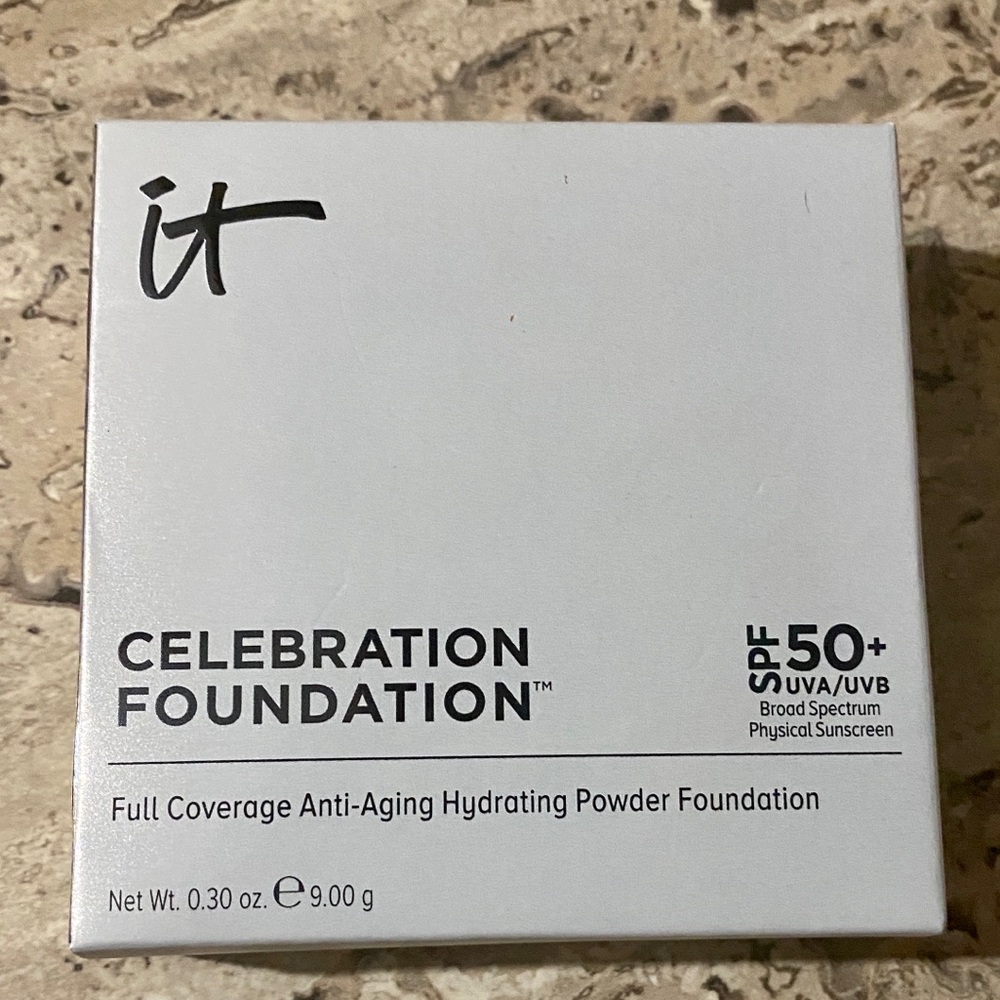 it
CELEBRATION
FOUNDATION™
SPF 50+
UVA/UVB
Broad Spectrum
Physical Sunscreen
Full Coverage Anti-Aging Hydrating Powder Foundation
Net Wt. 0.30 oz. ℮ 9.00 g